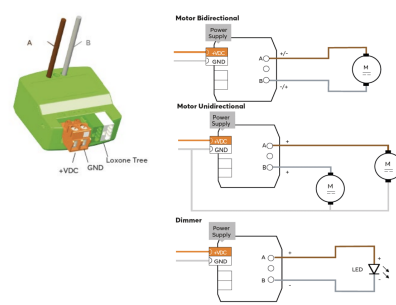 A
B
Loxone Tree
GND
+VDC
Motor Bidirectional
Power
Supply
+VDC
GND
A
+/-
B
-/+
M
Motor Unidirectional
Power
Supply
+VDC
GND
A
+
B
+
M
M
Dimmer
Power
Supply
+VDC
GND
A
+
B
-
LED
+
-